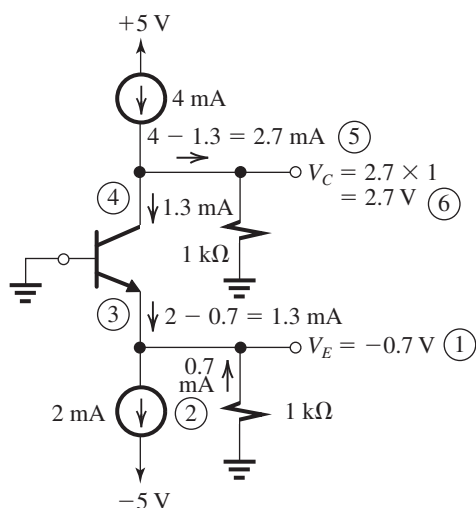 +5 V
4 mA
4 − 1.3 = 2.7 mA ⑤
V_C = 2.7 × 1
= 2.7 V ⑥
④
1.3 mA
1 kΩ
③
2 − 0.7 = 1.3 mA
V_E = −0.7 V ①
0.7
mA
2 mA ② 1 kΩ
−5 V